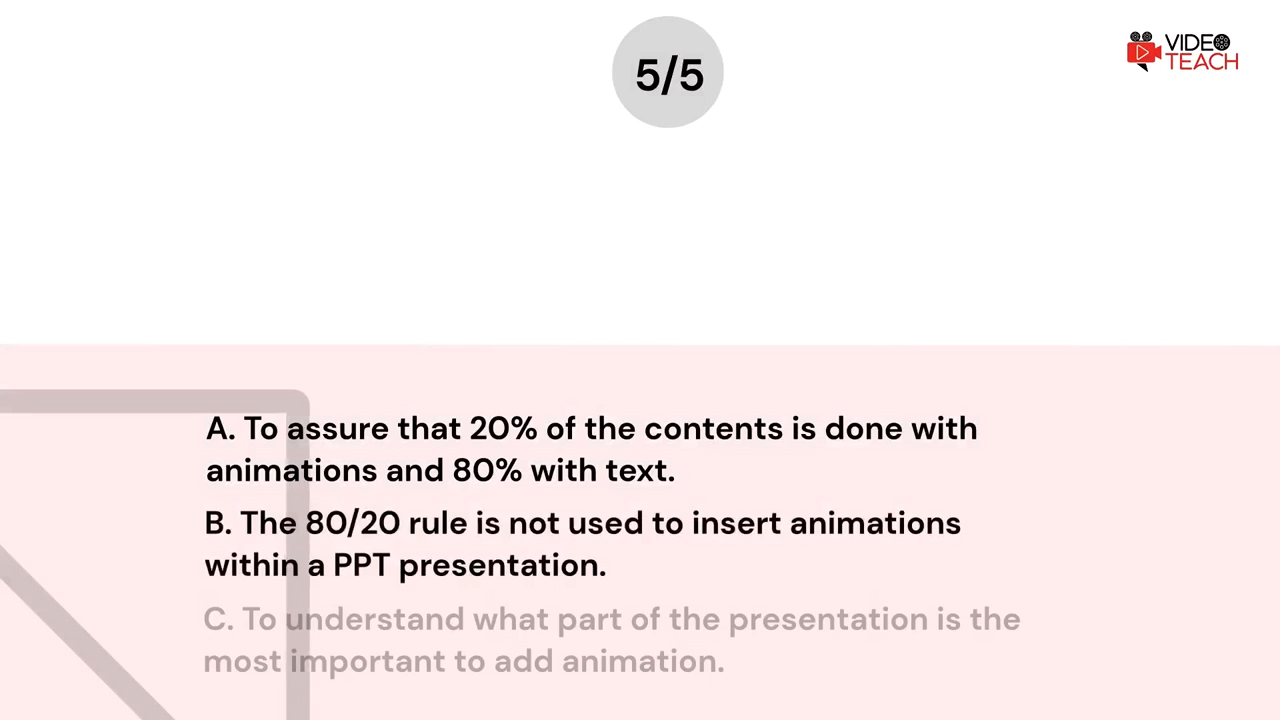 5/5
VIDEO
TEACH
A. To assure that 20% of the contents is done with
animations and 80% with text.
B. The 80/20 rule is not used to insert animations
within a PPT presentation.
C. To understand what part of the presentation is the
most important to add animation.